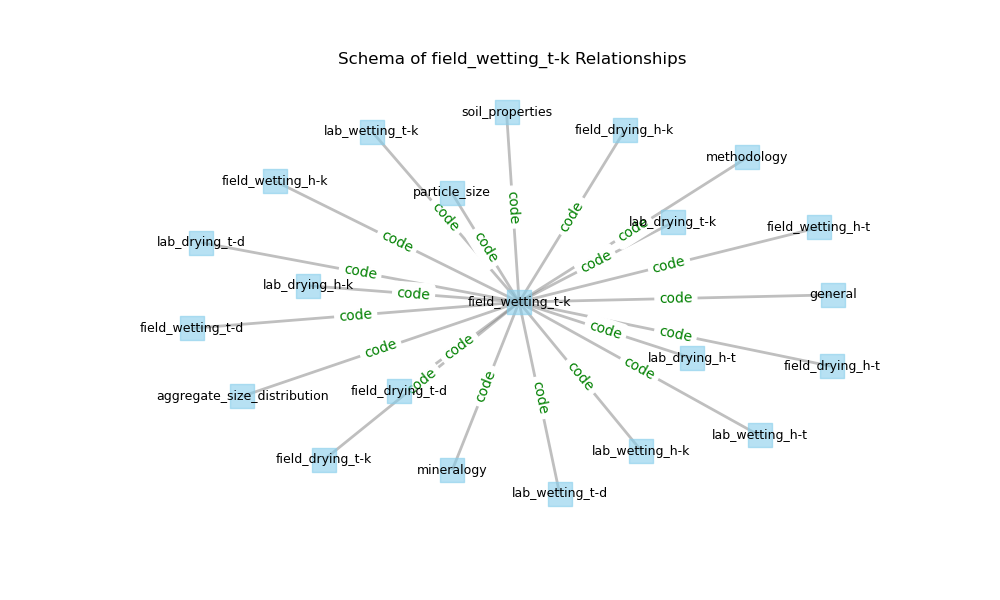 Schema of field_wetting_t-k Relationships
soil_properties
lab_wetting_t-k
field_drying_h-k
methodology
field_wetting_h-k
particle_size
code
code
code
lab_drying_t-k
code
field_wetting_h-t
lab_drying_t-d
code
code
code
code
code
lab_drying_h-k
code
general
field_wetting_t-k
code
field_wetting_t-d
code
code
code
code
code
lab_drying_h-t
field_drying_h-t
code
code
code
code
field_drying_t-d
aggregate_size_distribution
code
code
lab_wetting_h-t
lab_wetting_h-k
field_drying_t-k
mineralogy
lab_wetting_t-d